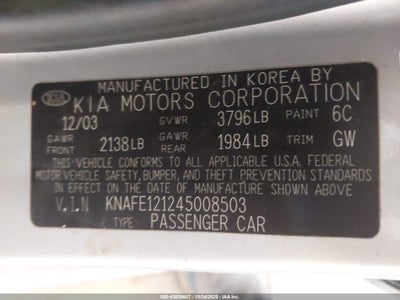 MANUFACTURED IN KOREA BY
KIA KIA MOTORS CORPORATION
12/03 GVWR 3796LB PAINT 6C
GAWR FRONT 2138LB GAWR REAR 1984LB TRIM GW
THIS VEHICLE CONFORMS TO ALL APPLICABLE U.S.A. FEDERAL
MOTOR VEHICLE SAFETY, BUMPER, AND THEFT PREVENTION STANDARDS
IN EFFECT ON THE DATE OF MANUFACTURE SHOWN ABOVE
V.I.N KNAFE121245008503
TYPE: PASSENGER CAR